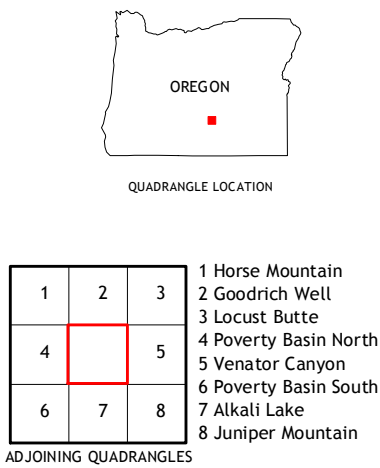 OREGON
QUADRANGLE LOCATION
1 2 3
4 5
6 7 8
1 Horse Mountain
2 Goodrich Well
3 Locust Butte
4 Poverty Basin North
5 Venator Canyon
6 Poverty Basin South
7 Alkali Lake
8 Juniper Mountain
ADJOINING QUADRANGLES